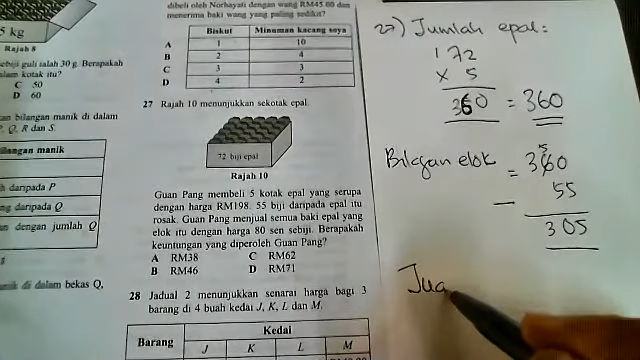 dibeli oleh Norhayati dengan wang RM45.00 dan
menerima baki wang yang paling sedikit?
Biskut Minuman kacang soya
A 1 10
B 2 4
C 3 3
D 4 2
5 kg
Rajah 8
sebiji guli ialah 30 g. Berapakah
dalam kotak itu?
C 50
D 60
kan bilangan manik di dalam
P, Q, R dan S.
Bilangan manik
h daripada P
ng daripada Q
n dengan jumlah Q
manik di dalam bekas Q,
27 Rajah 10 menunjukkan sekotak epal.
72 biji epal
Rajah 10
Guan Pang membeli 5 kotak epal yang serupa
dengan harga RM198. 55 biji daripada epal itu
rosak. Guan Pang menjual semua baki epal yang
elok itu dengan harga 80 sen sebiji. Berapakah
keuntungan yang diperoleh Guan Pang?
A RM38 C RM62
B RM46 D RM71
28 Jadual 2 menunjukkan senarai harga bagi 3
barang di 4 buah kedai J, K, L dan M.
Barang Kedai
J K L M
27) Jumlah epal:
1 72
× 5
360 = 360
Bilagan elok = 360
5
− 55
305
Jua